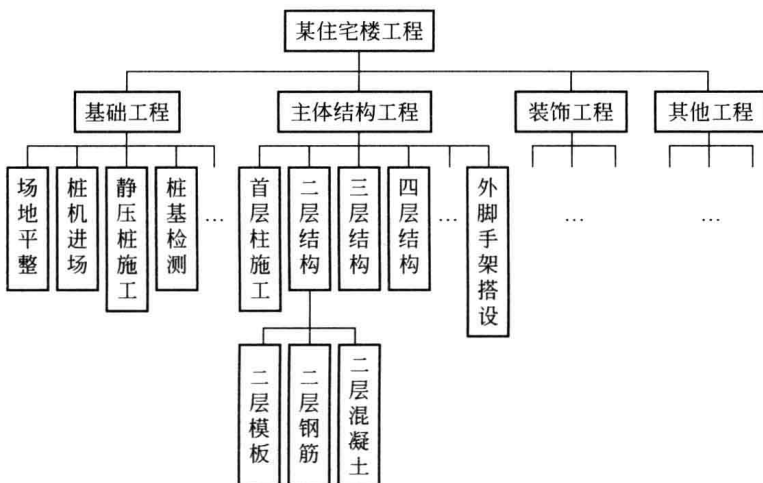 某住宅楼工程
基础工程
主体结构工程
装饰工程
其他工程
场地平整
桩机进场
静压桩施工
桩基检测
…
首层柱施工
二层结构
三层结构
四层结构
…
外脚手架搭设
…
…
二层模板
二层钢筋
二层混凝土